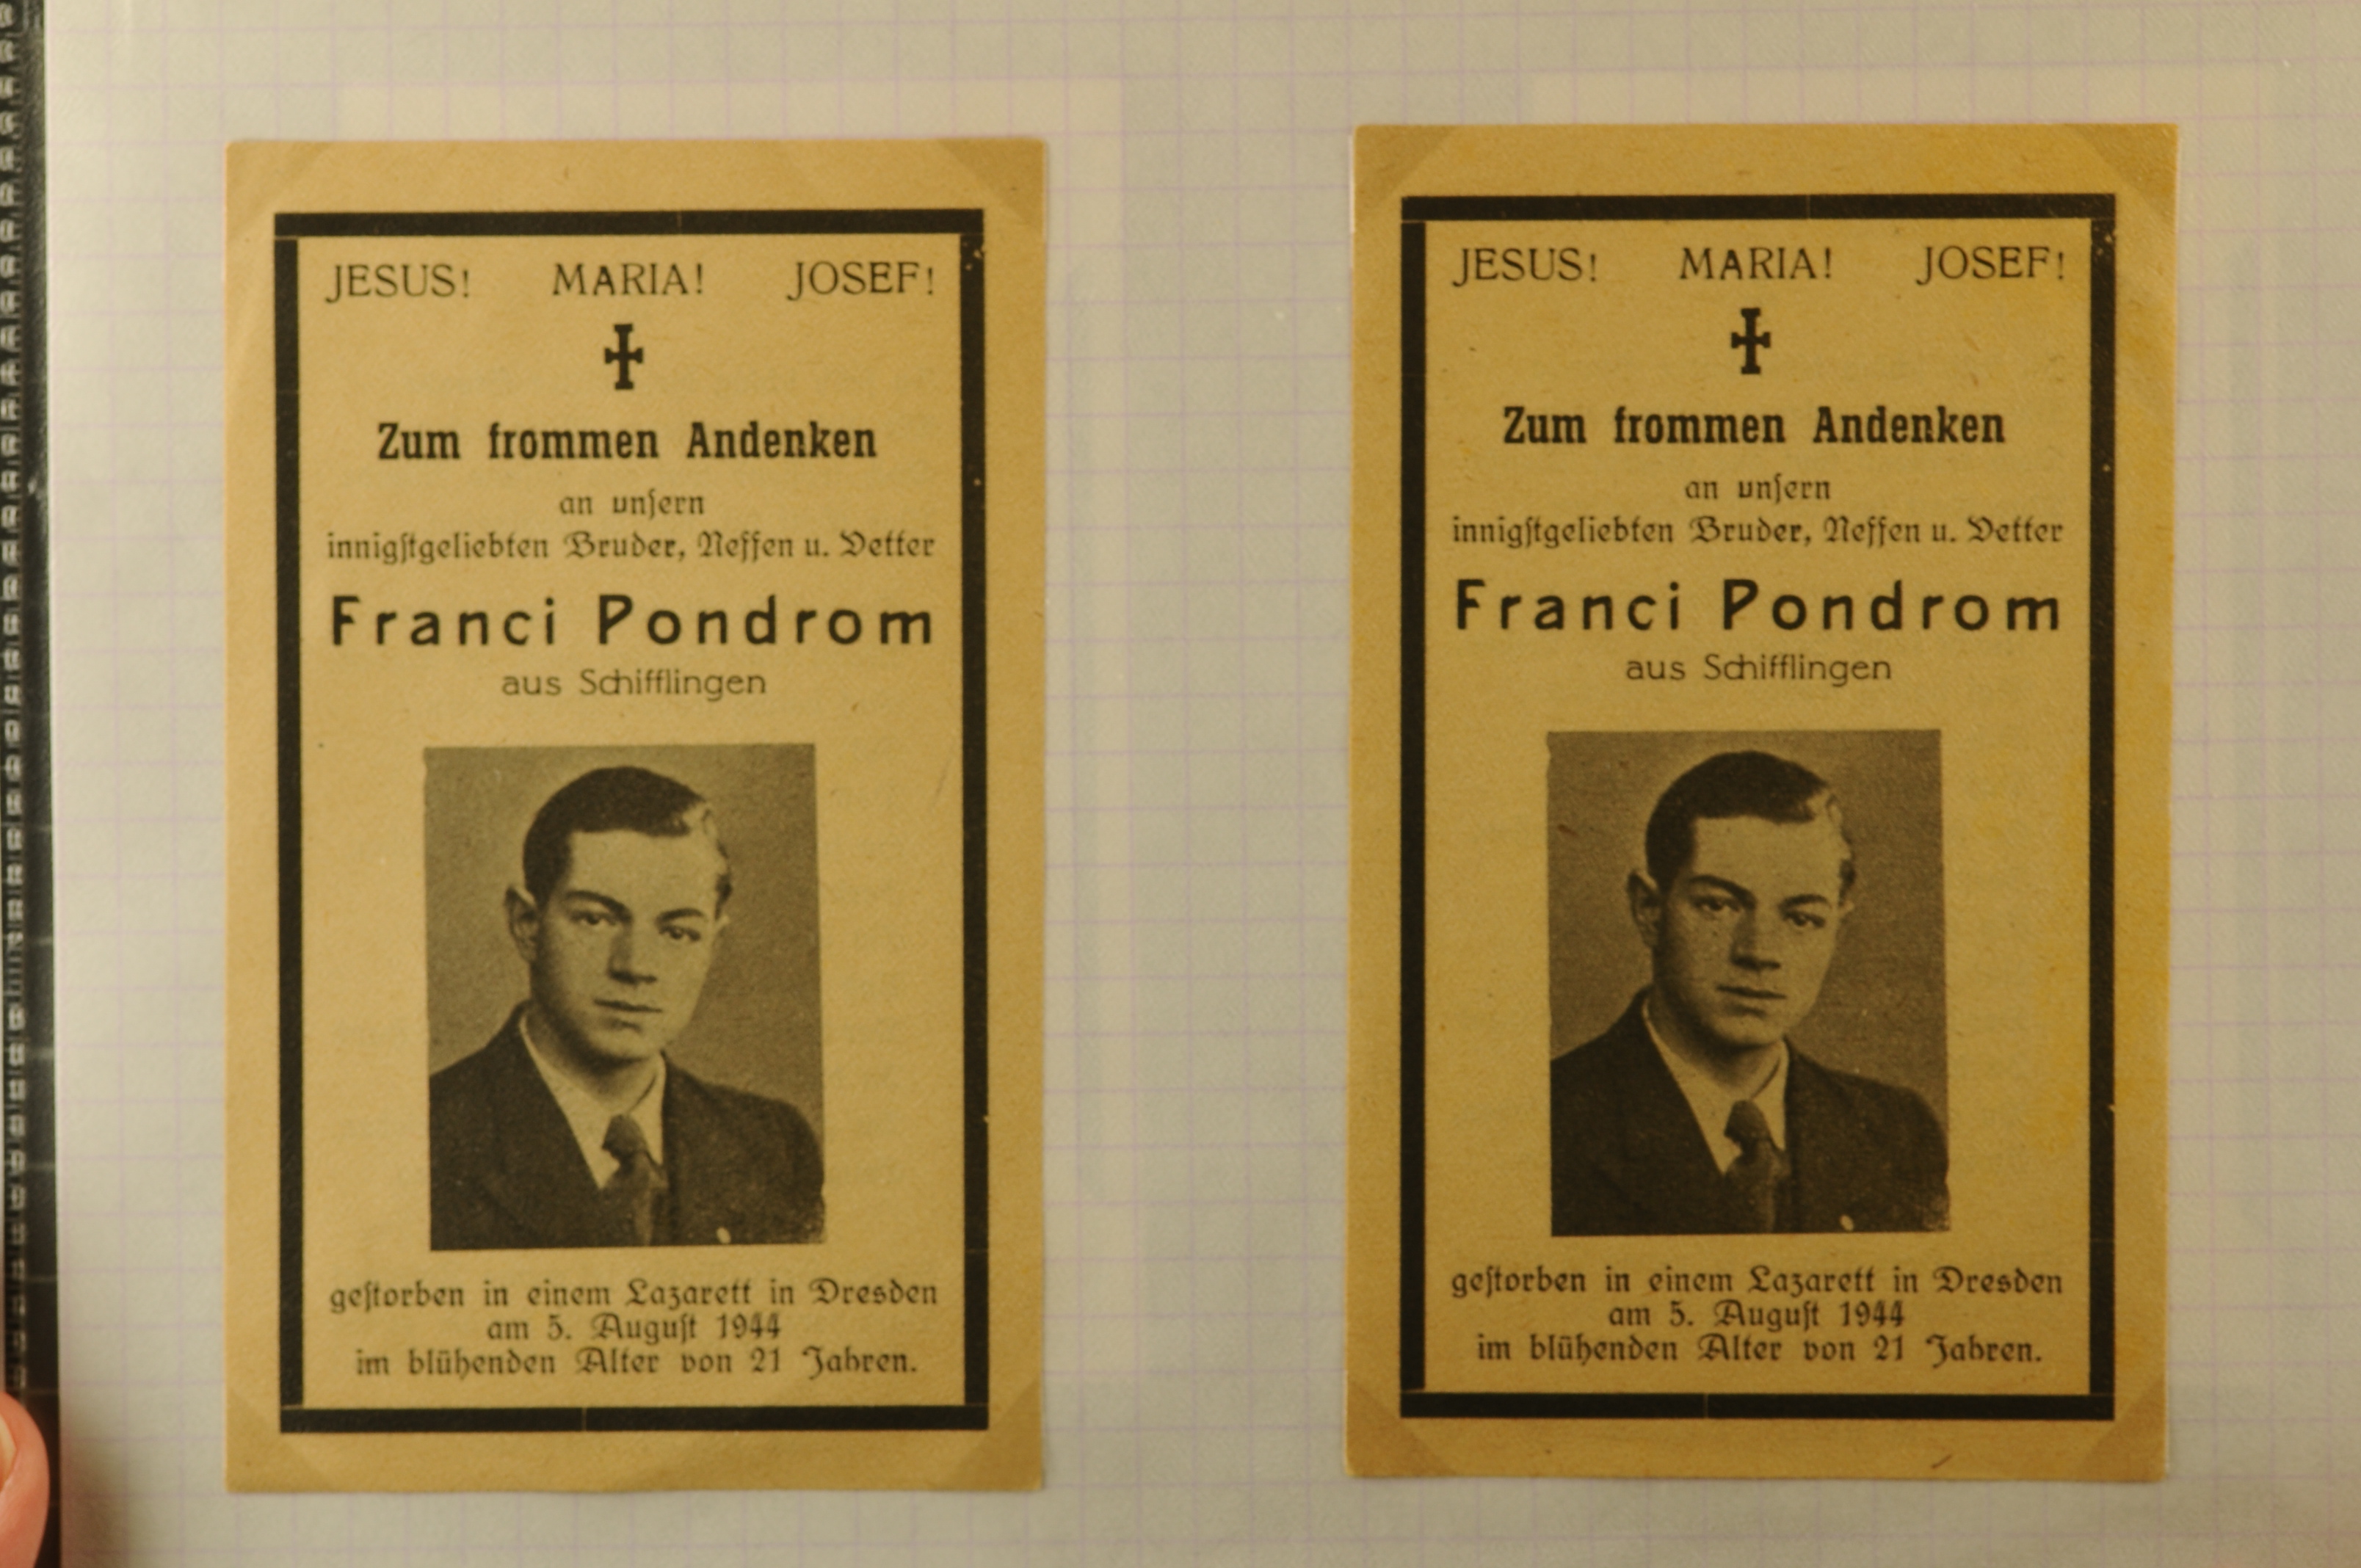 JESUS! MARIA! JOSEF!
Zum frommen Andenken
an unsern
innigstgeliebten Bruder, Neffen u. Vetter
Franci Pondrom
aus Schifflingen
gestorben in einem Lazarett in Dresden
am 5. August 1944
im blühenden Alter von 21 Jahren.
JESUS! MARIA! JOSEF!
Zum frommen Andenken
an unsern
innigstgeliebten Bruder, Neffen u. Vetter
Franci Pondrom
aus Schifflingen
gestorben in einem Lazarett in Dresden
am 5. August 1944
im blühenden Alter von 21 Jahren.